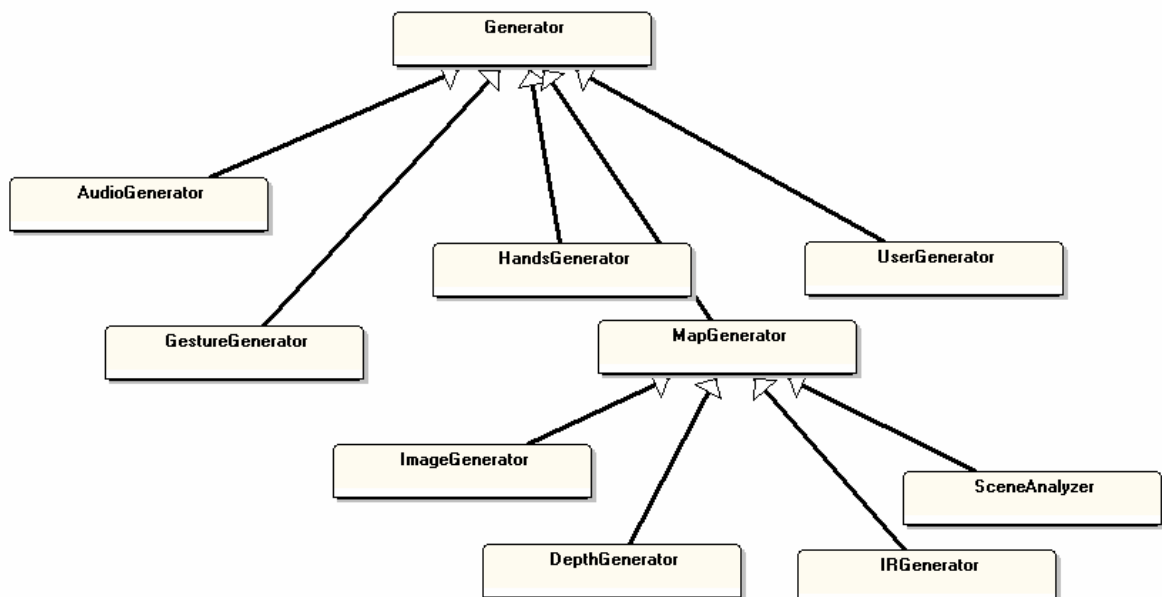 Generator
AudioGenerator
HandsGenerator
UserGenerator
GestureGenerator
MapGenerator
ImageGenerator
SceneAnalyzer
DepthGenerator
IRGenerator